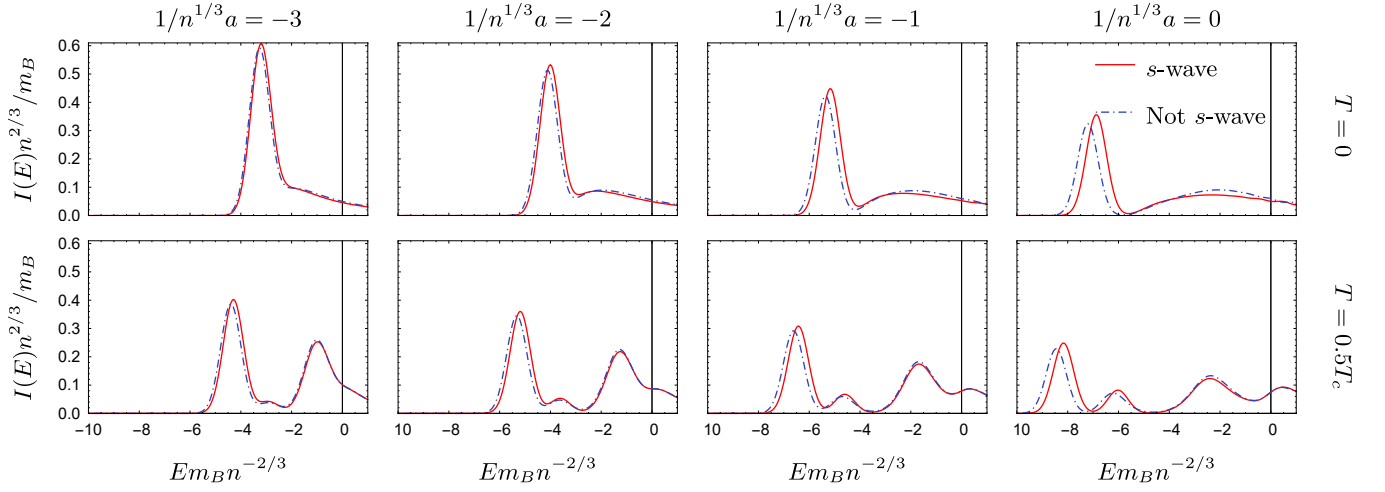 1/n^{1/3}a = −3 1/n^{1/3}a = −2 1/n^{1/3}a = −1 1/n^{1/3}a = 0
0.6
0.5
0.4
0.3
0.2
0.1
0.0
I(E)n^{2/3}/m_B
s-wave
Not s-wave
T = 0
0.6
0.5
0.4
0.3
0.2
0.1
0.0
I(E)n^{2/3}/m_B
T = 0.5T_c
−10 −8 −6 −4 −2 0 −10 −8 −6 −4 −2 0 −10 −8 −6 −4 −2 0 10 −8 −6 −4 −2 0
Em_Bn^{−2/3} Em_Bn^{−2/3} Em_Bn^{−2/3} Em_Bn^{−2/3}